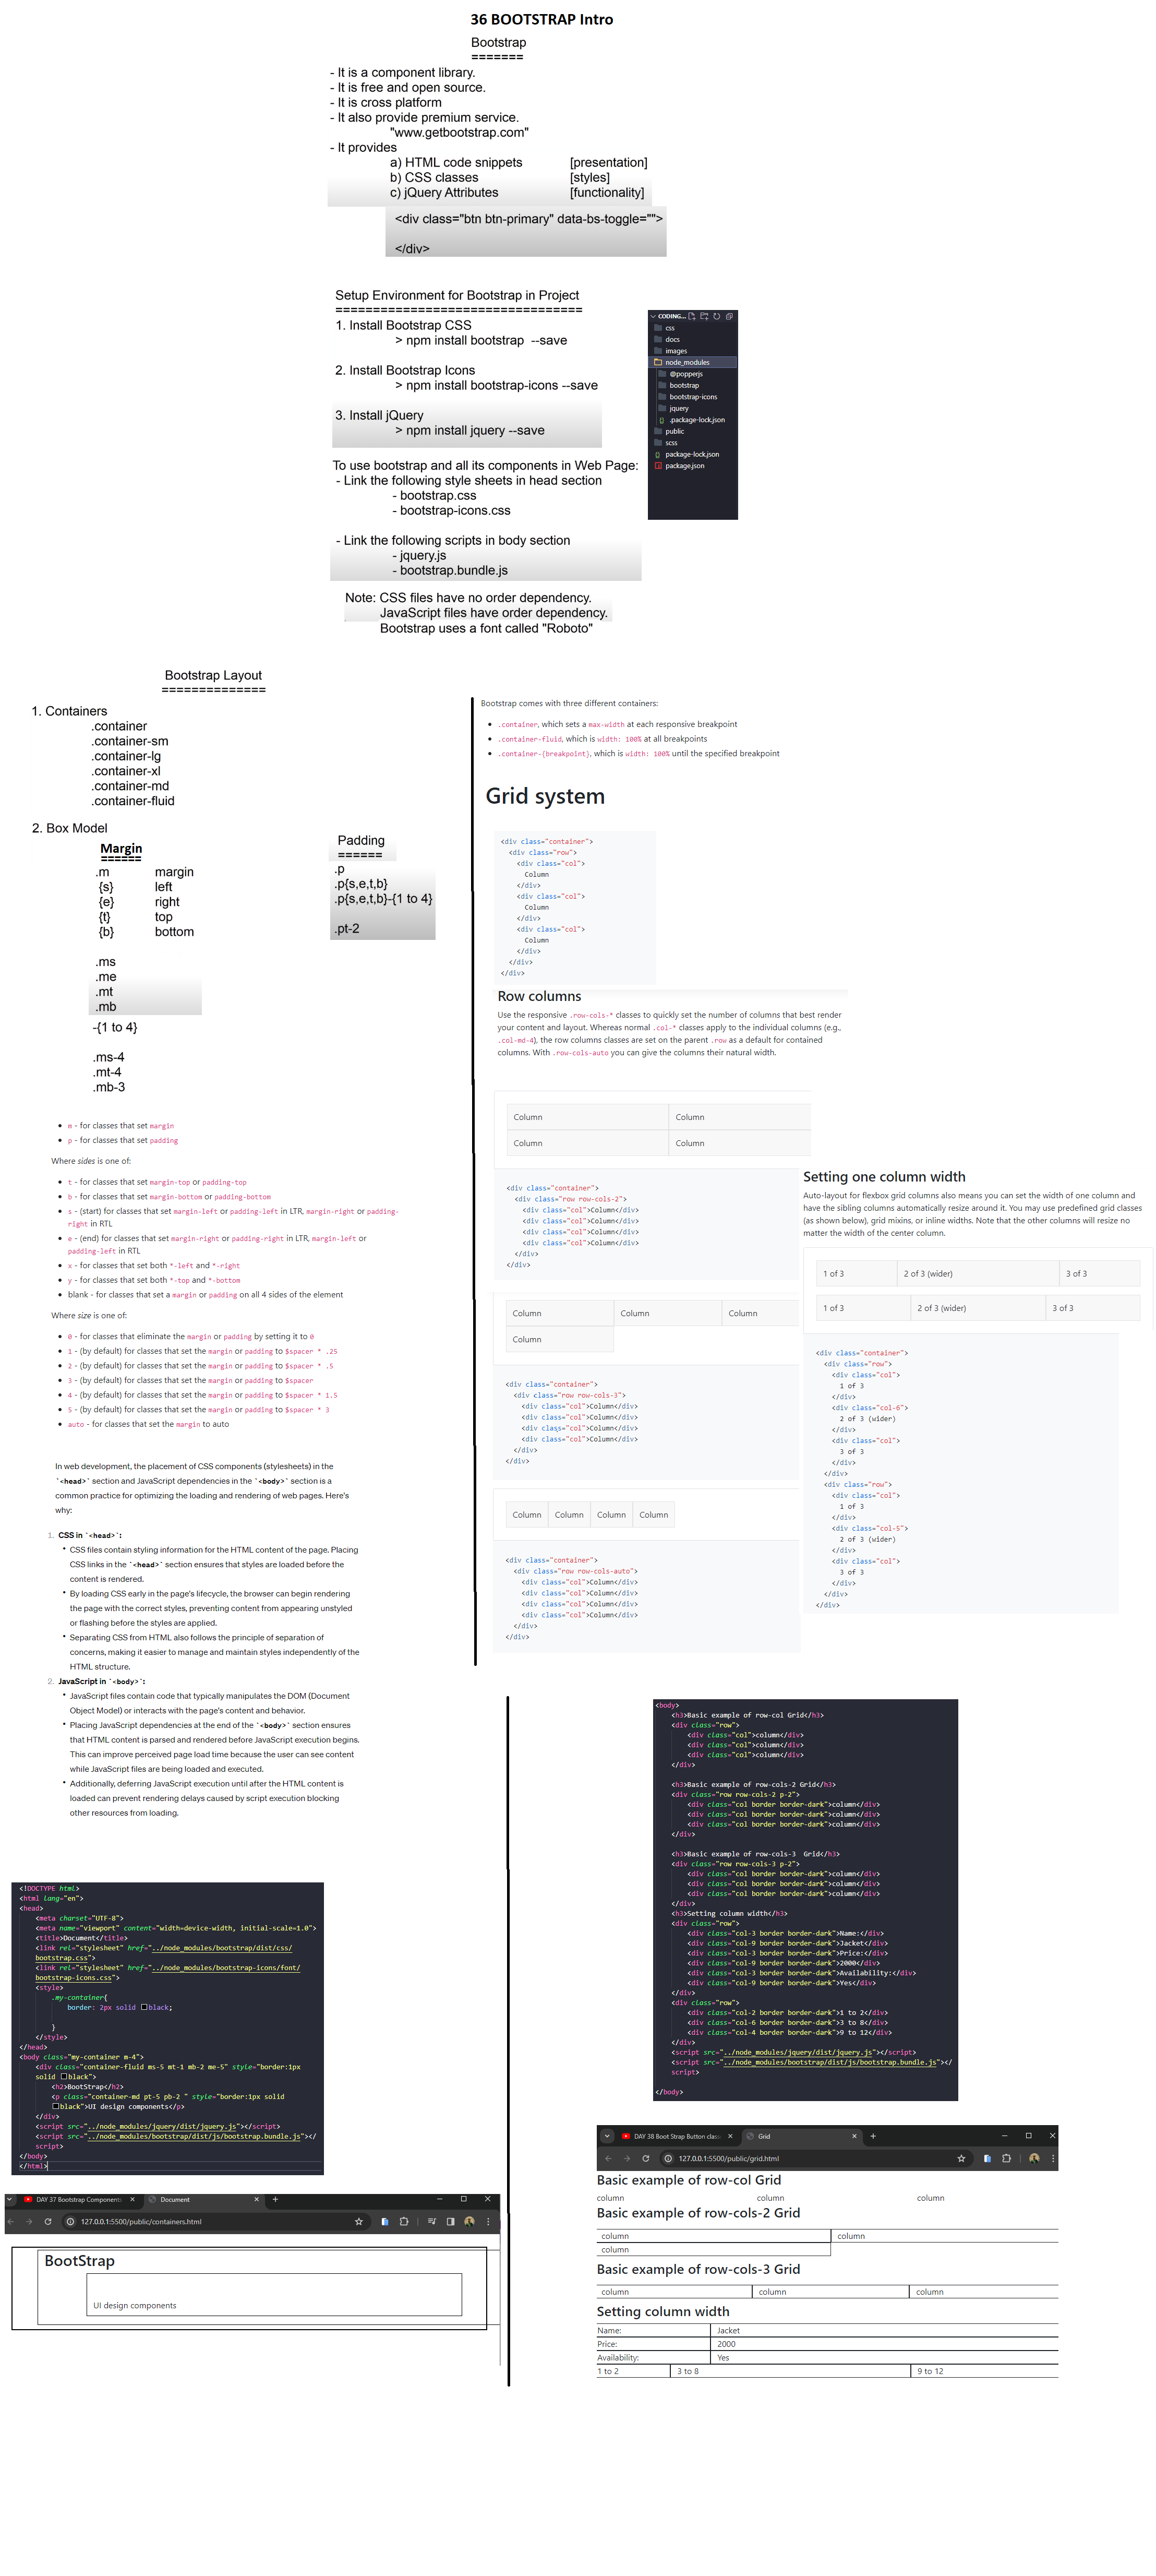 36 BOOTSTRAP Intro
Bootstrap
=======
- It is a component library.
- It is free and open source.
- It is cross platform
- It also provide premium service.
"www.getbootstrap.com"
- It provides
a) HTML code snippets [presentation]
b) CSS classes [styles]
c) jQuery Attributes [functionality]
<div class="btn btn-primary" data-bs-toggle="">
</div>
Setup Environment for Bootstrap in Project
=================================
1. Install Bootstrap CSS
> npm install bootstrap --save
2. Install Bootstrap Icons
> npm install bootstrap-icons --save
3. Install jQuery
> npm install jquery --save
To use bootstrap and all its components in Web Page:
- Link the following style sheets in head section
- bootstrap.css
- bootstrap-icons.css
- Link the following scripts in body section
- jquery.js
- bootstrap.bundle.js
Note: CSS files have no order dependency.
JavaScript files have order dependency.
Bootstrap uses a font called "Roboto"
CODING...
css
docs
images
node_modules
@popperjs
bootstrap
bootstrap-icons
jquery
.package-lock.json
public
scss
package-lock.json
package.json
Bootstrap Layout
==============
1. Containers
.container
.container-sm
.container-lg
.container-xl
.container-md
.container-fluid
2. Box Model
Margin
======
.m margin
{s} left
{e} right
{t} top
{b} bottom
.ms
.me
.mt
.mb
-{1 to 4}
.ms-4
.mt-4
.mb-3
Padding
======
.p
.p{s,e,t,b}
.p{s,e,t,b}-{1 to 4}
.pt-2
• m - for classes that set margin
• p - for classes that set padding
Where sides is one of:
• t - for classes that set margin-top or padding-top
• b - for classes that set margin-bottom or padding-bottom
• s - (start) for classes that set margin-left or padding-left in LTR, margin-right or padding-
right in RTL
• e - (end) for classes that set margin-right or padding-right in LTR, margin-left or
padding-left in RTL
• x - for classes that set both *-left and *-right
• y - for classes that set both *-top and *-bottom
• blank - for classes that set a margin or padding on all 4 sides of the element
Where size is one of:
• 0 - for classes that eliminate the margin or padding by setting it to 0
• 1 - (by default) for classes that set the margin or padding to $spacer * .25
• 2 - (by default) for classes that set the margin or padding to $spacer * .5
• 3 - (by default) for classes that set the margin or padding to $spacer
• 4 - (by default) for classes that set the margin or padding to $spacer * 1.5
• 5 - (by default) for classes that set the margin or padding to $spacer * 3
• auto - for classes that set the margin to auto
In web development, the placement of CSS components (stylesheets) in the
`<head>` section and JavaScript dependencies in the `<body>` section is a
common practice for optimizing the loading and rendering of web pages. Here's
why:
1. CSS in `<head>`:
• CSS files contain styling information for the HTML content of the page. Placing
CSS links in the `<head>` section ensures that styles are loaded before the
content is rendered.
• By loading CSS early in the page's lifecycle, the browser can begin rendering
the page with the correct styles, preventing content from appearing unstyled
or flashing before the styles are applied.
• Separating CSS from HTML also follows the principle of separation of
concerns, making it easier to manage and maintain styles independently of the
HTML structure.
2. JavaScript in `<body>`:
• JavaScript files contain code that typically manipulates the DOM (Document
Object Model) or interacts with the page's content and behavior.
• Placing JavaScript dependencies at the end of the `<body>` section ensures
that HTML content is parsed and rendered before JavaScript execution begins.
This can improve perceived page load time because the user can see content
while JavaScript files are being loaded and executed.
• Additionally, deferring JavaScript execution until after the HTML content is
loaded can prevent rendering delays caused by script execution blocking
other resources from loading.
<!DOCTYPE html>
<html lang="en">
<head>
<meta charset="UTF-8">
<meta name="viewport" content="width=device-width, initial-scale=1.0">
<title>Document</title>
<link rel="stylesheet" href="../node_modules/bootstrap/dist/css/
bootstrap.css">
<link rel="stylesheet" href="../node_modules/bootstrap-icons/font/
bootstrap-icons.css">
<style>
.my-container{
border: 2px solid black;
}
</style>
</head>
<body class="my-container m-4">
<div class="container-fluid ms-5 mt-1 mb-2 me-5" style="border:1px
solid black">
<h2>BootStrap</h2>
<p class="container-md pt-5 pb-2 " style="border:1px solid
black">UI design components</p>
</div>
<script src="../node_modules/jquery/dist/jquery.js"></script>
<script src="../node_modules/bootstrap/dist/js/bootstrap.bundle.js"></
script>
</body>
</html>
DAY 37 Bootstrap Components
Document
127.0.0.1:5500/public/containers.html
BootStrap
UI design components
Bootstrap comes with three different containers:
• .container, which sets a max-width at each responsive breakpoint
• .container-fluid, which is width: 100% at all breakpoints
• .container-{breakpoint}, which is width: 100% until the specified breakpoint
Grid system
<div class="container">
<div class="row">
<div class="col">
Column
</div>
<div class="col">
Column
</div>
<div class="col">
Column
</div>
</div>
</div>
Row columns
Use the responsive .row-cols-* classes to quickly set the number of columns that best render
your content and layout. Whereas normal .col-* classes apply to the individual columns (e.g.,
.col-md-4), the row columns classes are set on the parent .row as a default for contained
columns. With .row-cols-auto you can give the columns their natural width.
Column Column
Column Column
<div class="container">
<div class="row row-cols-2">
<div class="col">Column</div>
<div class="col">Column</div>
<div class="col">Column</div>
<div class="col">Column</div>
</div>
</div>
Column Column Column
Column
<div class="container">
<div class="row row-cols-3">
<div class="col">Column</div>
<div class="col">Column</div>
<div class="col">Column</div>
<div class="col">Column</div>
</div>
</div>
Column Column Column Column
<div class="container">
<div class="row row-cols-auto">
<div class="col">Column</div>
<div class="col">Column</div>
<div class="col">Column</div>
<div class="col">Column</div>
</div>
</div>
Setting one column width
Auto-layout for flexbox grid columns also means you can set the width of one column and
have the sibling columns automatically resize around it. You may use predefined grid classes
(as shown below), grid mixins, or inline widths. Note that the other columns will resize no
matter the width of the center column.
1 of 3 2 of 3 (wider) 3 of 3
1 of 3 2 of 3 (wider) 3 of 3
<div class="container">
<div class="row">
<div class="col">
1 of 3
</div>
<div class="col-6">
2 of 3 (wider)
</div>
<div class="col">
3 of 3
</div>
</div>
<div class="row">
<div class="col">
1 of 3
</div>
<div class="col-5">
2 of 3 (wider)
</div>
<div class="col">
3 of 3
</div>
</div>
</div>
<body>
<h3>Basic example of row-col Grid</h3>
<div class="row">
<div class="col">column</div>
<div class="col">column</div>
<div class="col">column</div>
</div>
<h3>Basic example of row-cols-2 Grid</h3>
<div class="row row-cols-2 p-2">
<div class="col border border-dark">column</div>
<div class="col border border-dark">column</div>
<div class="col border border-dark">column</div>
</div>
<h3>Basic example of row-cols-3 Grid</h3>
<div class="row row-cols-3 p-2">
<div class="col border border-dark">column</div>
<div class="col border border-dark">column</div>
<div class="col border border-dark">column</div>
</div>
<h3>Setting column width</h3>
<div class="row">
<div class="col-3 border border-dark">Name:</div>
<div class="col-9 border border-dark">Jacket</div>
<div class="col-3 border border-dark">Price:</div>
<div class="col-9 border border-dark">2000</div>
<div class="col-3 border border-dark">Availability:</div>
<div class="col-9 border border-dark">Yes</div>
</div>
<div class="row">
<div class="col-2 border border-dark">1 to 2</div>
<div class="col-6 border border-dark">3 to 8</div>
<div class="col-4 border border-dark">9 to 12</div>
</div>
<script src="../node_modules/jquery/dist/jquery.js"></script>
<script src="../node_modules/bootstrap/dist/js/bootstrap.bundle.js"></
script>
</body>
DAY 38 Boot Strap Button class
Grid
127.0.0.1:5500/public/grid.html
Basic example of row-col Grid
column column column
Basic example of row-cols-2 Grid
column column
column
Basic example of row-cols-3 Grid
column column column
Setting column width
Name: Jacket
Price: 2000
Availability: Yes
1 to 2 3 to 8 9 to 12